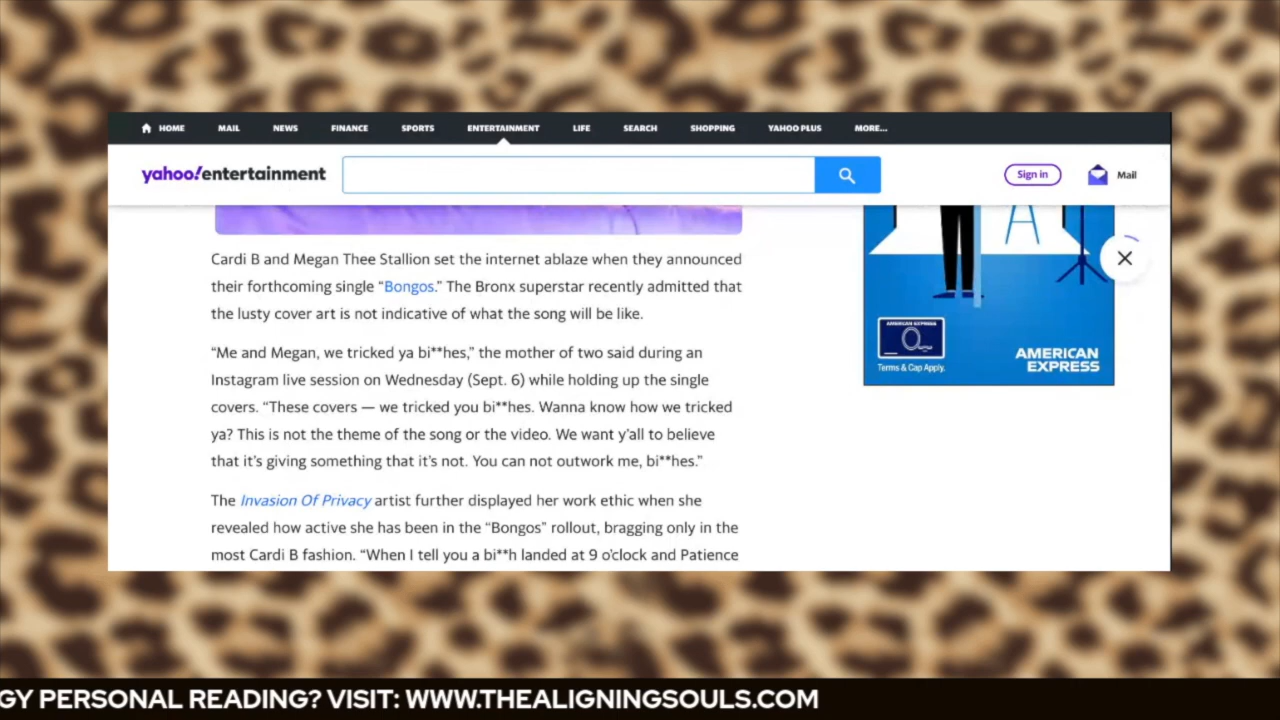 HOME MAIL NEWS FINANCE SPORTS ENTERTAINMENT LIFE SEARCH SHOPPING YAHOO PLUS MORE...
yahoo!entertainment Sign in Mail
Cardi B and Megan Thee Stallion set the internet ablaze when they announced
their forthcoming single “Bongos.” The Bronx superstar recently admitted that
the lusty cover art is not indicative of what the song will be like.
“Me and Megan, we tricked ya bi**hes,” the mother of two said during an
Instagram live session on Wednesday (Sept. 6) while holding up the single
covers. “These covers — we tricked you bi**hes. Wanna know how we tricked
ya? This is not the theme of the song or the video. We want y’all to believe
that it’s giving something that it’s not. You can not outwork me, bi**hes.”
The Invasion Of Privacy artist further displayed her work ethic when she
revealed how active she has been in the “Bongos” rollout, bragging only in the
most Cardi B fashion. “When I tell you a bi**h landed at 9 o’clock and Patience
AMERICAN EXPRESS
Terms & Cap Apply.
AMERICAN
EXPRESS
GY PERSONAL READING? VISIT: WWW.THEALIGNINGSOULS.COM